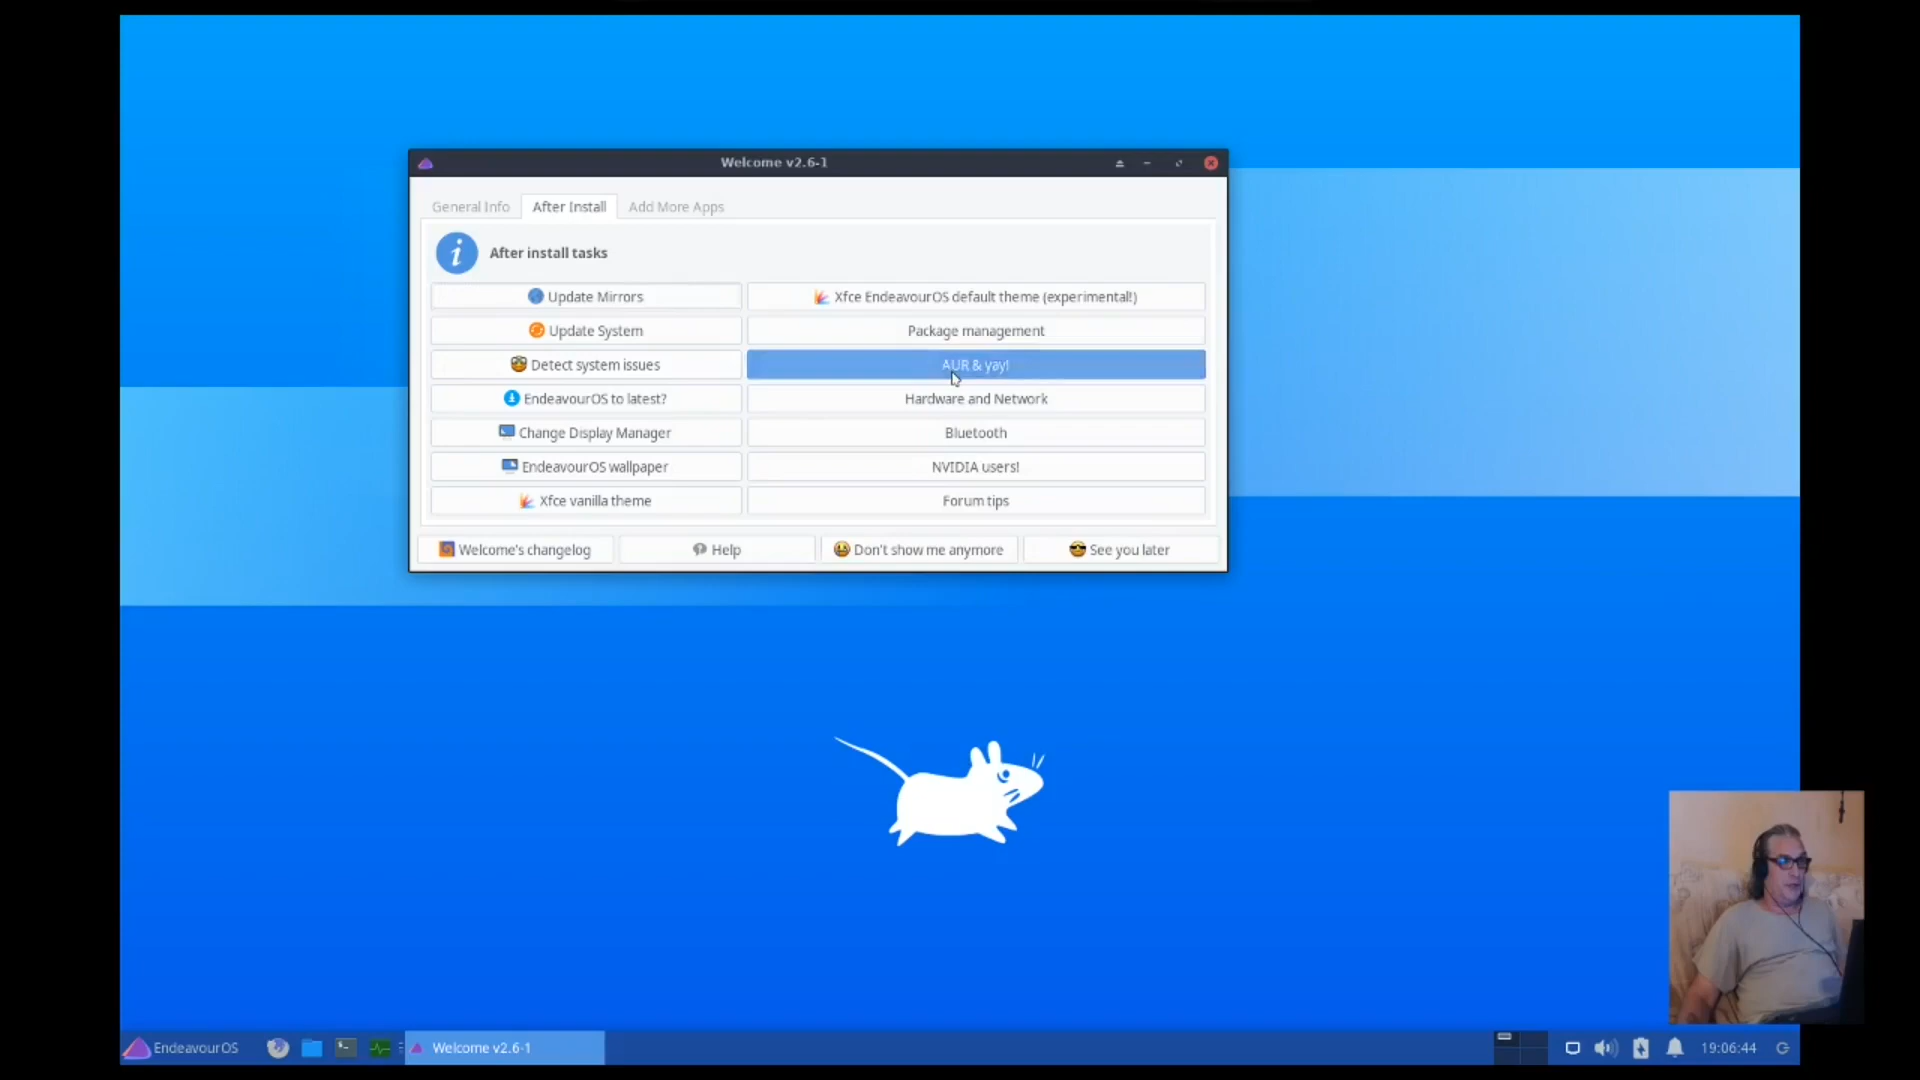 Welcome v2.6-1
General Info
After Install
Add More Apps
After install tasks
Update Mirrors
Xfce EndeavourOS default theme (experimental!)
Update System
Package management
Detect system issues
AUR & yay!
EndeavourOS to latest?
Hardware and Network
Change Display Manager
Bluetooth
EndeavourOS wallpaper
NVIDIA users!
Xfce vanilla theme
Forum tips
Welcome's changelog
Help
Don't show me anymore
See you later
EndeavourOS
Welcome v2.6-1
19:06:44